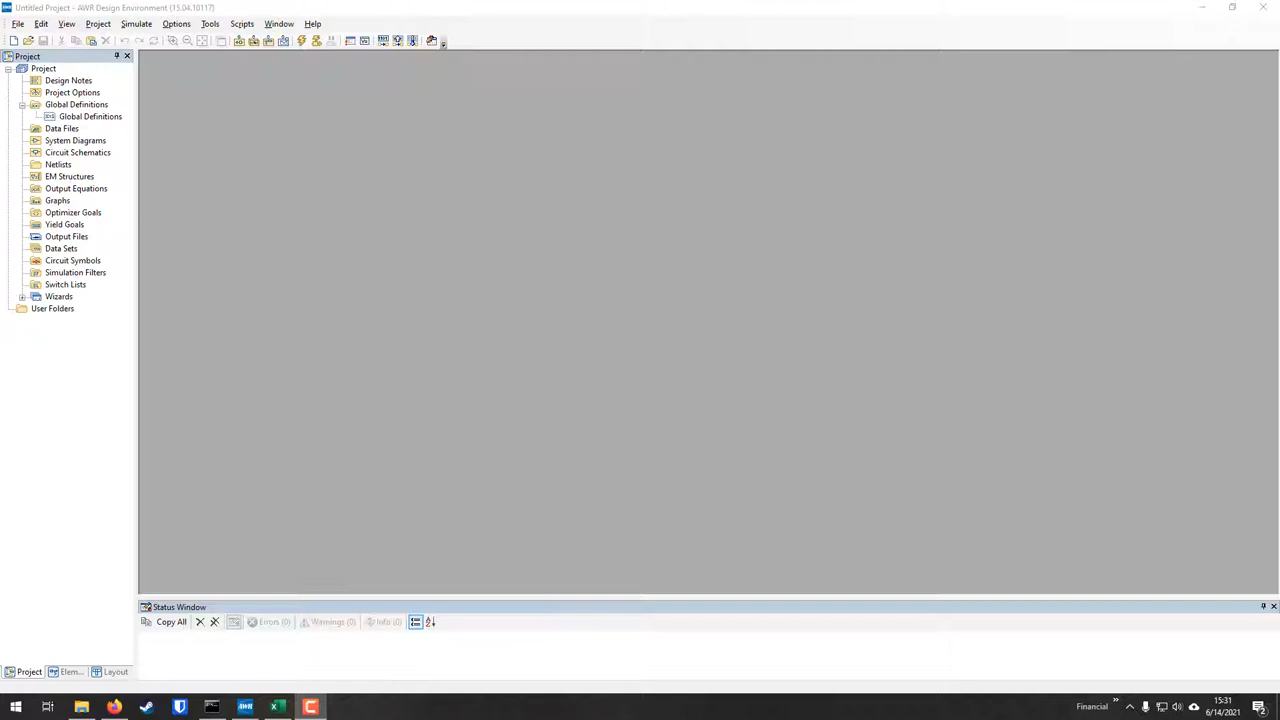 Untitled Project - AWR Design Environment (15.04.10117)
File Edit View Project Simulate Options Tools Scripts Window Help
Project
Project
Design Notes
Project Options
Global Definitions
Global Definitions
Data Files
System Diagrams
Circuit Schematics
Netlists
EM Structures
Output Equations
Graphs
Optimizer Goals
Yield Goals
Output Files
Data Sets
Circuit Symbols
Simulation Filters
Switch Lists
Wizards
User Folders
Status Window
Copy All Errors (0) Warnings (0) Info (0)
Project Elem... Layout
Financial
15:31
6/14/2021